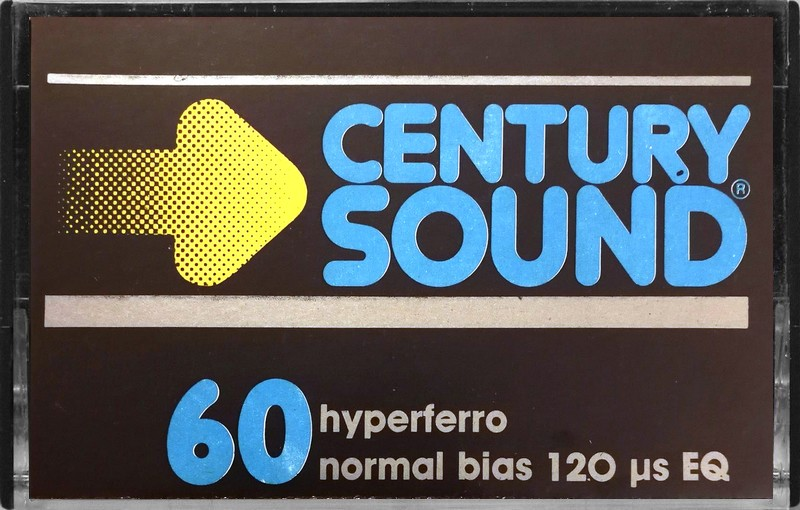 CENTURY
SOUND®
60 hyperferro
normal bias 120 µs EQ